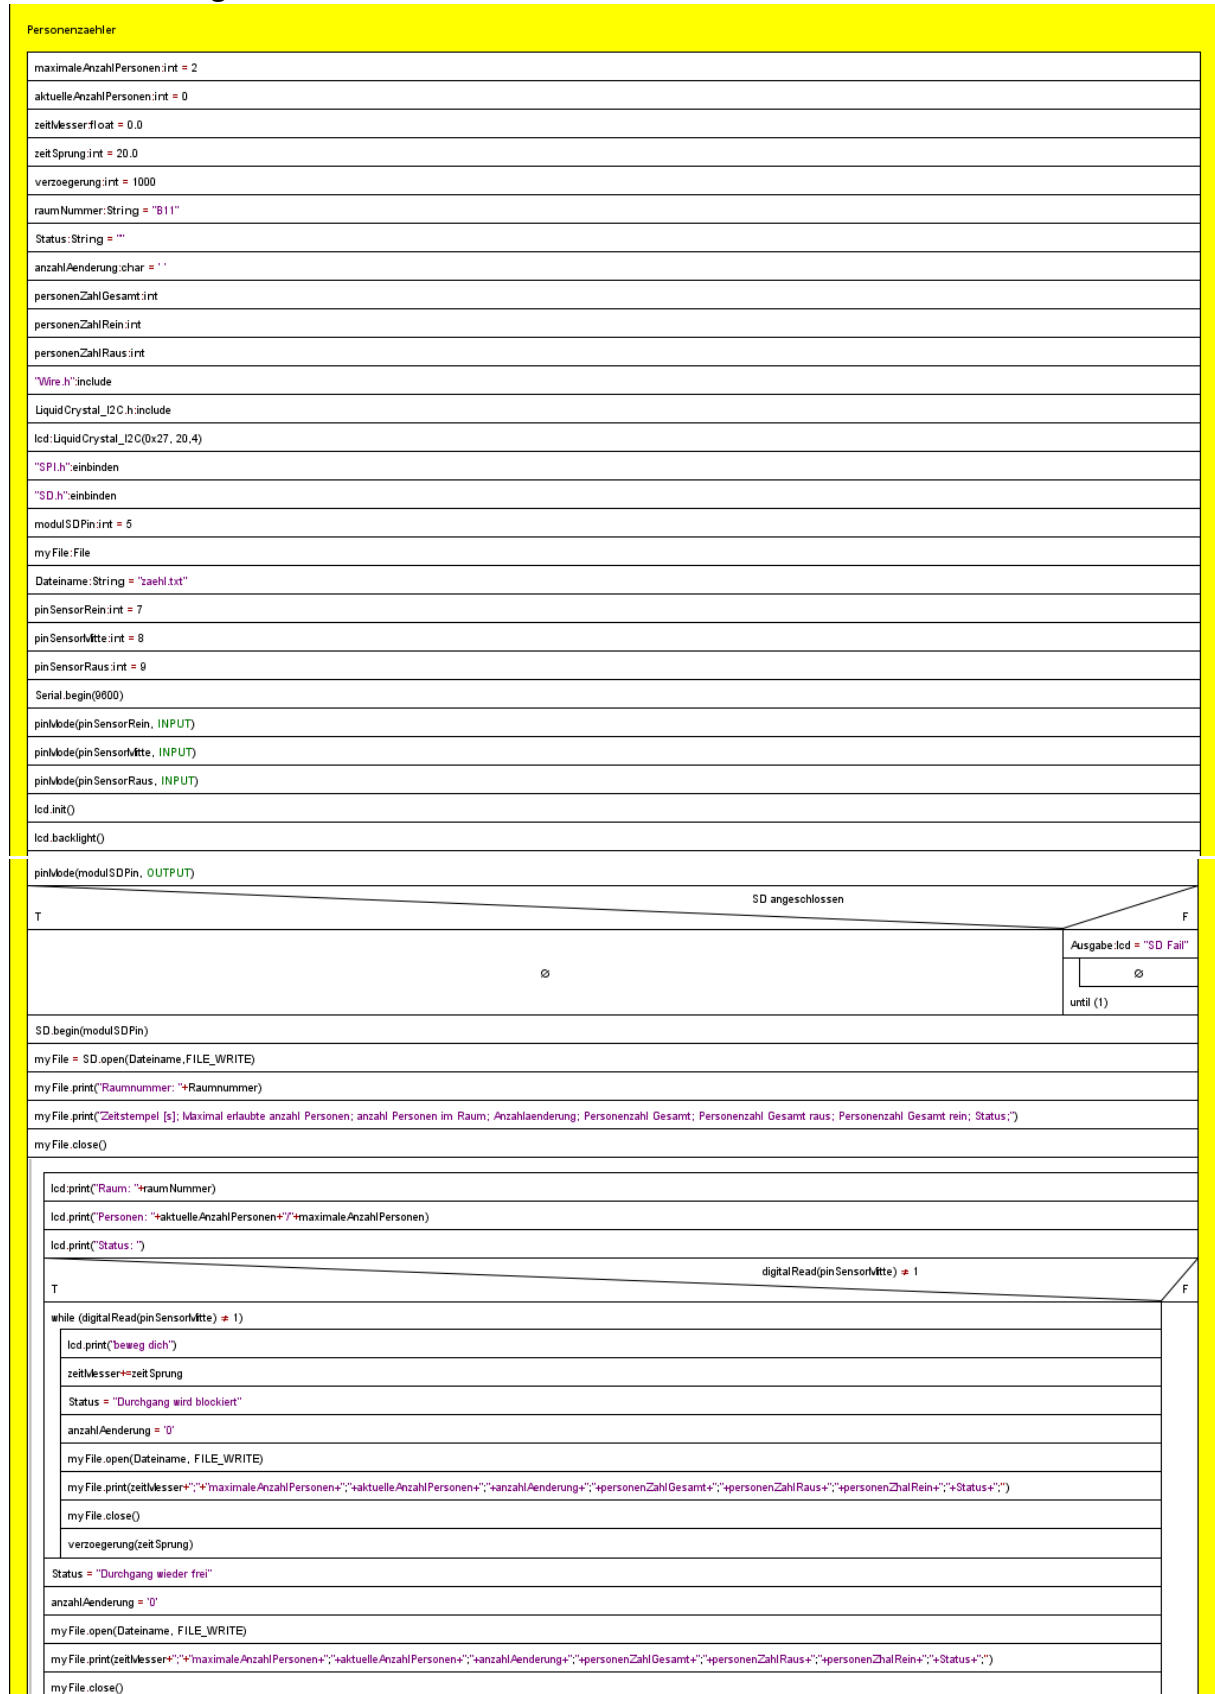 Personenzaehler
maximaleAnzahlPersonen:int = 2
aktuelleAnzahlPersonen:int = 0
zeitMesser:float = 0.0
zeitSprung:int = 20.0
verzoegerung:int = 1000
raumNummer:String = "B11"
Status:String = ""
anzahlAenderung:char = ' '
personenZahlGesamt:int
personenZahlRein:int
personenZahlRaus:int
"Wire.h":include
LiquidCrystal_I2C.h:include
lcd:LiquidCrystal_I2C(0x27, 20,4)
"SPI.h":einbinden
"SD.h":einbinden
modulSDPin:int = 5
myFile:File
Dateiname:String = "zaehl.txt"
pinSensorRein:int = 7
pinSensorMitte:int = 8
pinSensorRaus:int = 9
Serial.begin(9600)
pinMode(pinSensorRein, INPUT)
pinMode(pinSensorMitte, INPUT)
pinMode(pinSensorRaus, INPUT)
lcd.init()
lcd.backlight()
pinMode(modulSDPin, OUTPUT)
SD angeschlossen
T F
Ausgabe:lcd = "SD Fail"
∅ ∅
until (1)
SD.begin(modulSDPin)
myFile = SD.open(Dateiname,FILE_WRITE)
myFile.print("Raumnummer: "+Raumnummer)
myFile.print("Zeitstempel [s]; Maximal erlaubte anzahl Personen; anzahl Personen im Raum; Anzahlaenderung; Personenzahl Gesamt; Personenzahl Gesamt raus; Personenzahl Gesamt rein; Status;")
myFile.close()
lcd:print("Raum: "+raumNummer)
lcd.print("Personen: "+aktuelleAnzahlPersonen+"/"+maximaleAnzahlPersonen)
lcd.print("Status: ")
digitalRead(pinSensorMitte) ≠ 1
T F
while (digitalRead(pinSensorMitte) ≠ 1)
lcd.print("beweg dich")
zeitMesser+=zeitSprung
Status = "Durchgang wird blockiert"
anzahlAenderung = '0'
myFile.open(Dateiname, FILE_WRITE)
myFile.print(zeitMesser+";"+"maximaleAnzahlPersonen+";"+aktuelleAnzahlPersonen+";"+anzahlAenderung+";"+personenZahlGesamt+";"+personenZahlRaus+";"+personenZhalRein+";"+Status+";")
myFile.close()
verzoegerung(zeitSprung)
Status = "Durchgang wieder frei"
anzahlAenderung = '0'
myFile.open(Dateiname, FILE_WRITE)
myFile.print(zeitMesser+";"+"maximaleAnzahlPersonen+";"+aktuelleAnzahlPersonen+";"+anzahlAenderung+";"+personenZahlGesamt+";"+personenZahlRaus+";"+personenZhalRein+";"+Status+";")
myFile.close()